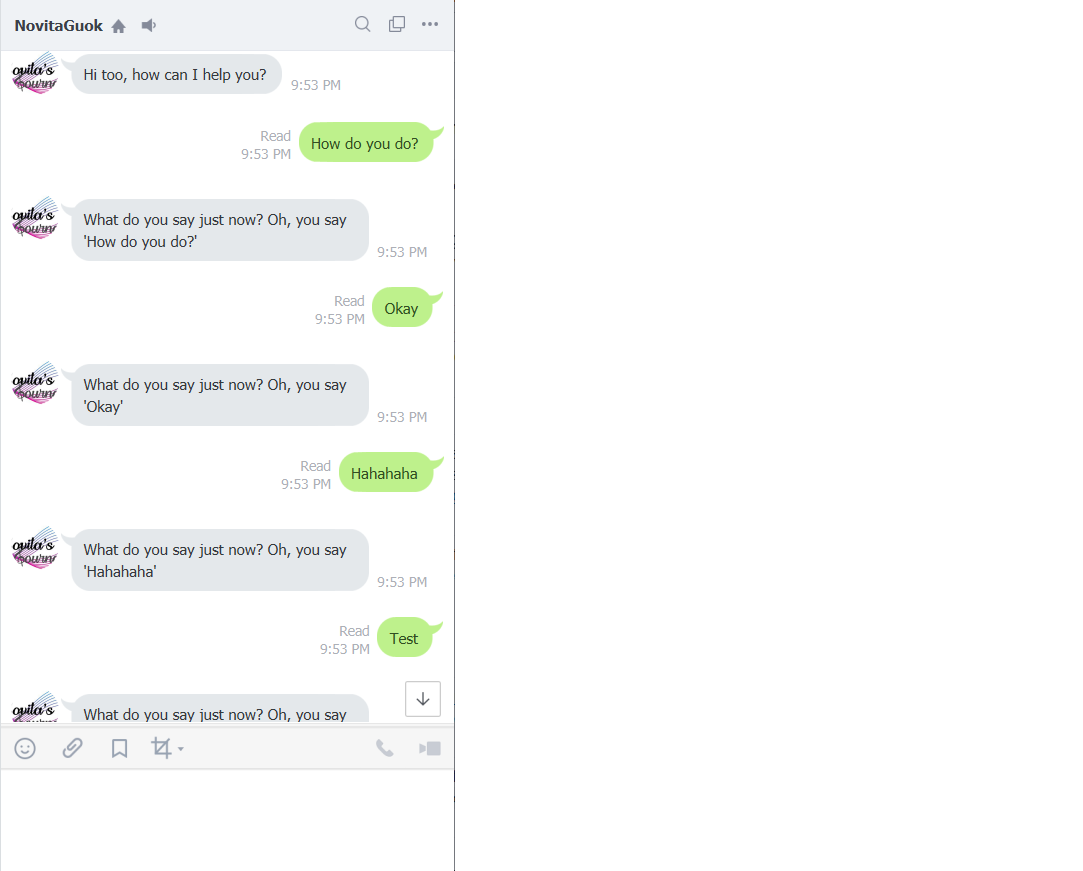 NovitaGuok
Hi too, how can I help you?
9:53 PM
Read
9:53 PM
How do you do?
ovita's
What do you say just now? Oh, you say
'How do you do?'
9:53 PM
Read
9:53 PM
Okay
ovita's
What do you say just now? Oh, you say
'Okay'
9:53 PM
Read
9:53 PM
Hahahaha
ovita's
What do you say just now? Oh, you say
'Hahahaha'
9:53 PM
Read
9:53 PM
Test
ovita's
What do you say just now? Oh, you say